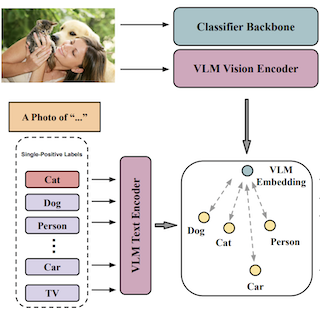 Classifier Backbone
VLM Vision Encoder
A Photo of “...”
Single-Positive Labels
Cat
Dog
Person
Car
TV
VLM Text Encoder
VLM
Embedding
Dog
Cat
Person
Car